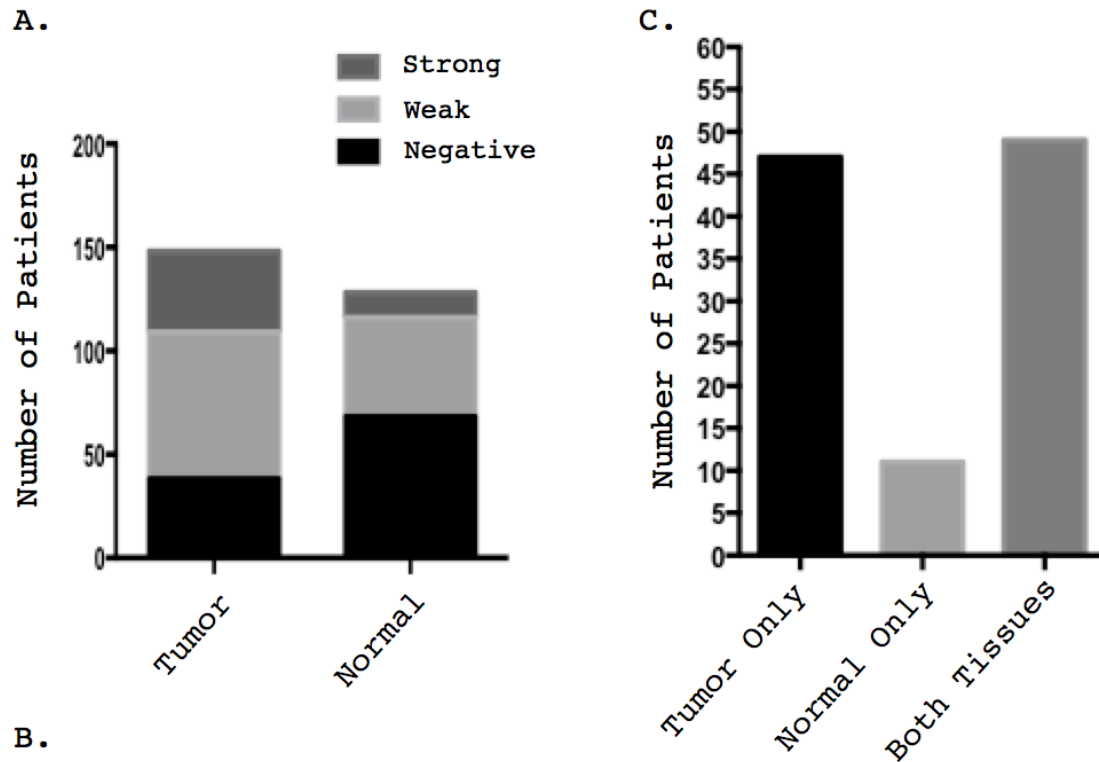 A.
Strong
Weak
Negative
Number of Patients
200
150
100
50
0
Tumor
Normal
B.
C.
Number of Patients
60
55
50
45
40
35
30
25
20
15
10
5
0
Tumor Only
Normal Only
Both Tissues